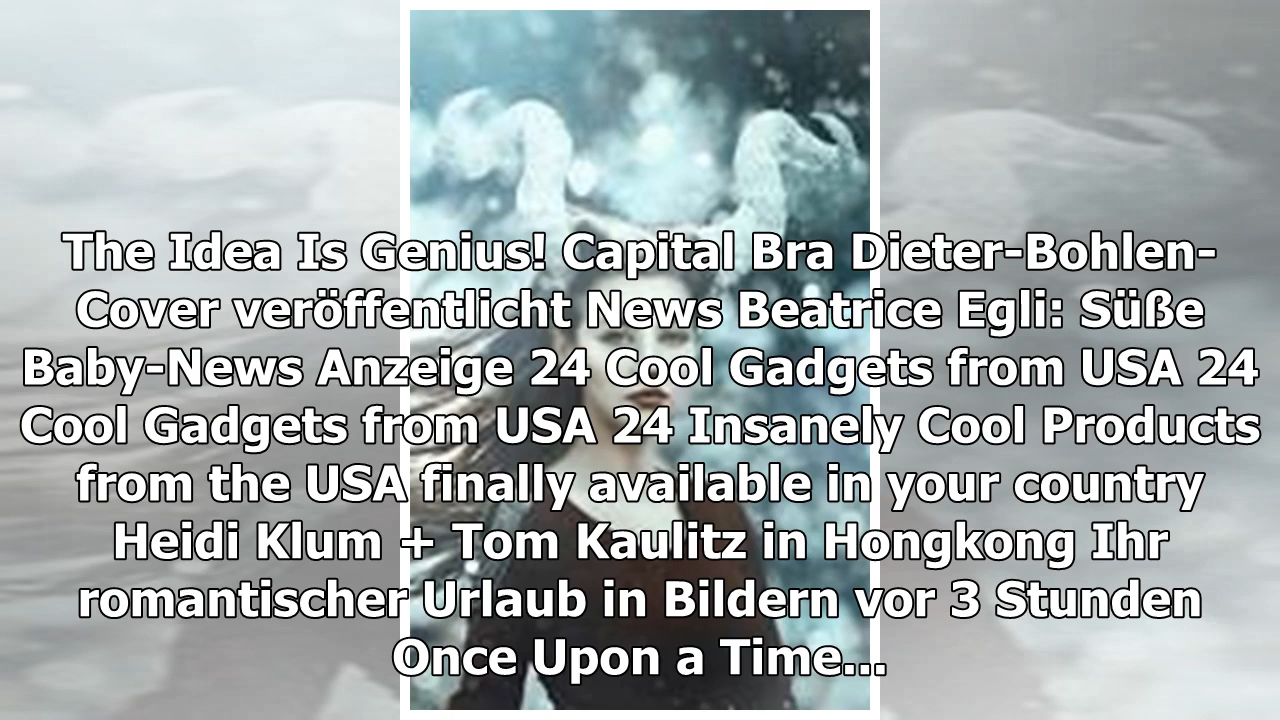 The Idea Is Genius! Capital Bra Dieter-Bohlen-
Cover veröffentlicht News Beatrice Egli: Süße
Baby-News Anzeige 24 Cool Gadgets from USA 24
Cool Gadgets from USA 24 Insanely Cool Products
from the USA finally available in your country
Heidi Klum + Tom Kaulitz in Hongkong Ihr
romantischer Urlaub in Bildern vor 3 Stunden
Once Upon a Time...